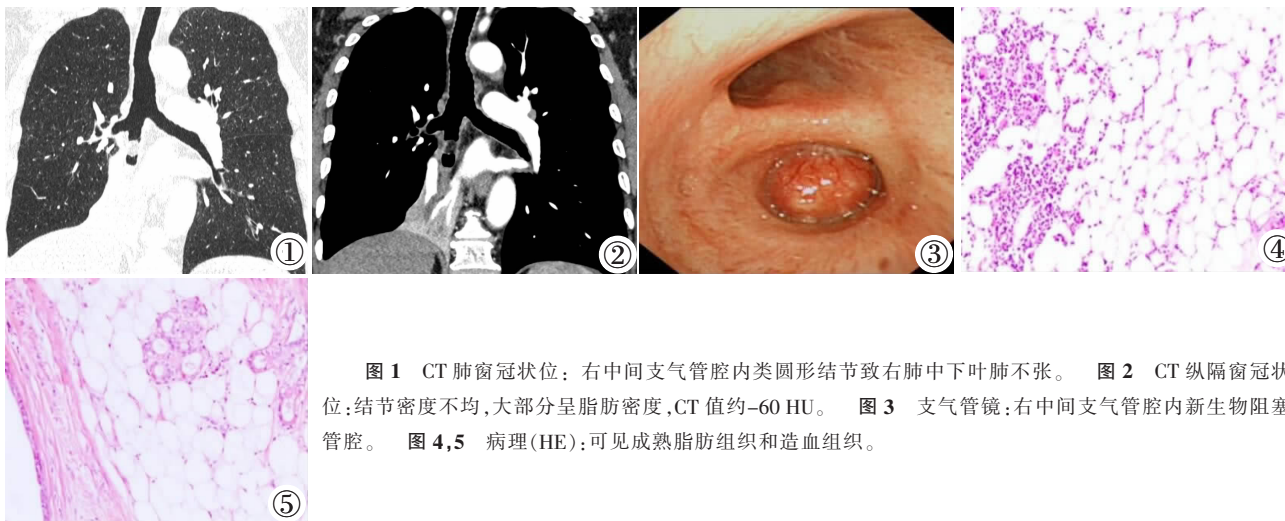 ①
②
③
④
⑤
图 1 CT 肺窗冠状位：右中间支气管腔内类圆形结节致右肺中下叶肺不张。 图 2 CT 纵隔窗冠状
位：结节密度不均，大部分呈脂肪密度，CT 值约–60 HU。 图 3 支气管镜：右中间支气管腔内新生物阻塞
管腔。 图 4,5 病理(HE)：可见成熟脂肪组织和造血组织。